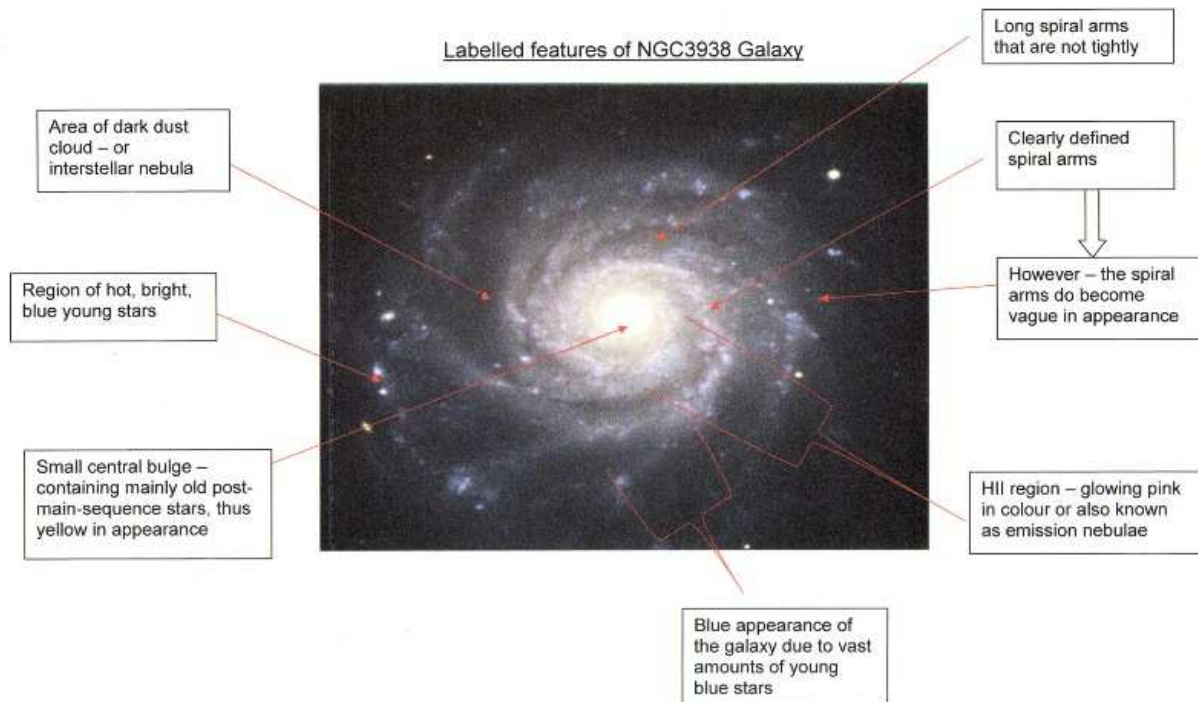 Labelled features of NGC3938 Galaxy
Long spiral arms
that are not tightly
Area of dark dust
cloud – or
interstellar nebula
Clearly defined
spiral arms
Region of hot, bright,
blue young stars
However – the spiral
arms do become
vague in appearance
Small central bulge –
containing mainly old post-
main-sequence stars, thus
yellow in appearance
HII region – glowing pink
in colour or also known
as emission nebulae
Blue appearance of
the galaxy due to vast
amounts of young
blue stars